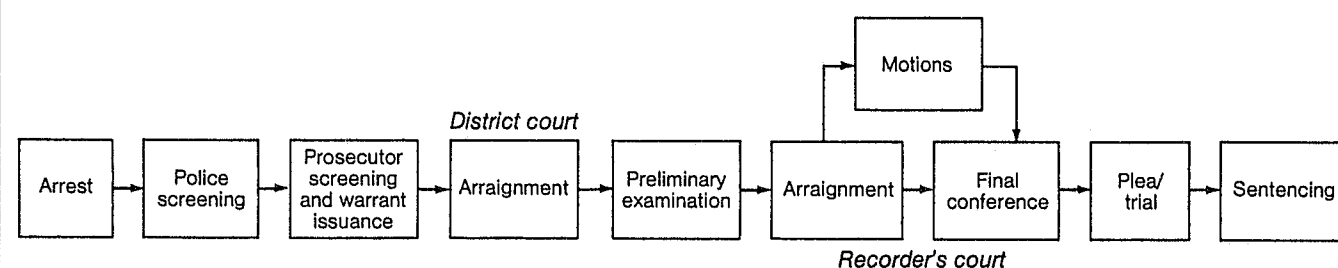 Motions
District court
Arrest
Police
screening
Prosecutor
screening
and warrant
issuance
Arraignment
Preliminary
examination
Arraignment
Final
conference
Plea/
trial
Sentencing
Recorder's court